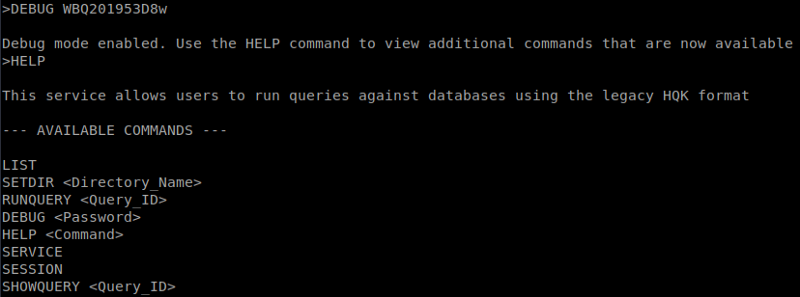 >DEBUG WBQ201953D8w
Debug mode enabled. Use the HELP command to view additional commands that are now available
>HELP
This service allows users to run queries against databases using the legacy HQK format
--- AVAILABLE COMMANDS ---
LIST
SETDIR <Directory_Name>
RUNQUERY <Query_ID>
DEBUG <Password>
HELP <Command>
SERVICE
SESSION
SHOWQUERY <Query_ID>